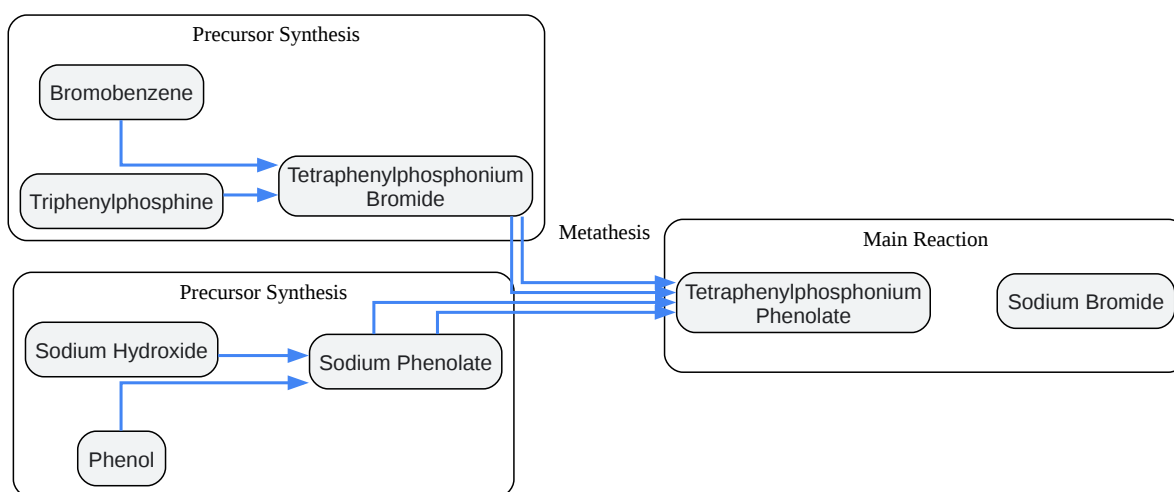 Precursor Synthesis
Bromobenzene
Triphenylphosphine
Tetraphenylphosphonium
Bromide
Metathesis
Precursor Synthesis
Sodium Hydroxide
Sodium Phenolate
Phenol
Main Reaction
Tetraphenylphosphonium
Phenolate
Sodium Bromide